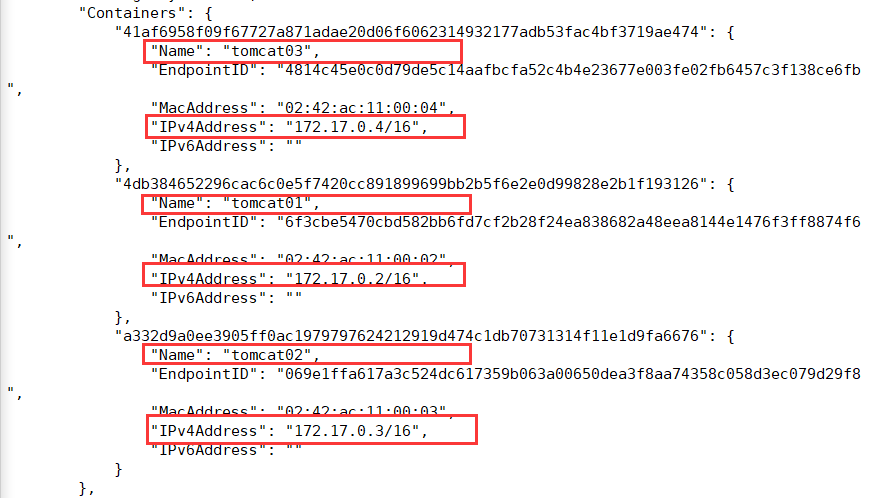 "Containers": {
"41af6958f09f67727a871adae20d06f6062314932177adb53fac4bf3719ae474": {
"Name": "tomcat03",
"EndpointID": "4814c45e0c0d79de5c14aafbcfa52c4b4e23677e003fe02fb6457c3f138ce6fb
",
"MacAddress": "02:42:ac:11:00:04",
"IPv4Address": "172.17.0.4/16",
"IPv6Address": ""
},
"4db384652296cac6c0e5f7420cc891899699bb2b5f6e2e0d99828e2b1f193126": {
"Name": "tomcat01",
"EndpointID": "6f3cbe5470cbd582bb6fd7cf2b28f24ea838682a48eea8144e1476f3ff8874f6
",
"MacAddress": "02:42:ac:11:00:02",
"IPv4Address": "172.17.0.2/16",
"IPv6Address": ""
},
"a332d9a0ee3905ff0ac1979797624212919d474c1db70731314f11e1d9fa6676": {
"Name": "tomcat02",
"EndpointID": "069e1ffa617a3c524dc617359b063a00650dea3f8aa74358c058d3ec079d29f8
",
"MacAddress": "02:42:ac:11:00:03",
"IPv4Address": "172.17.0.3/16",
"IPv6Address": ""
}
},